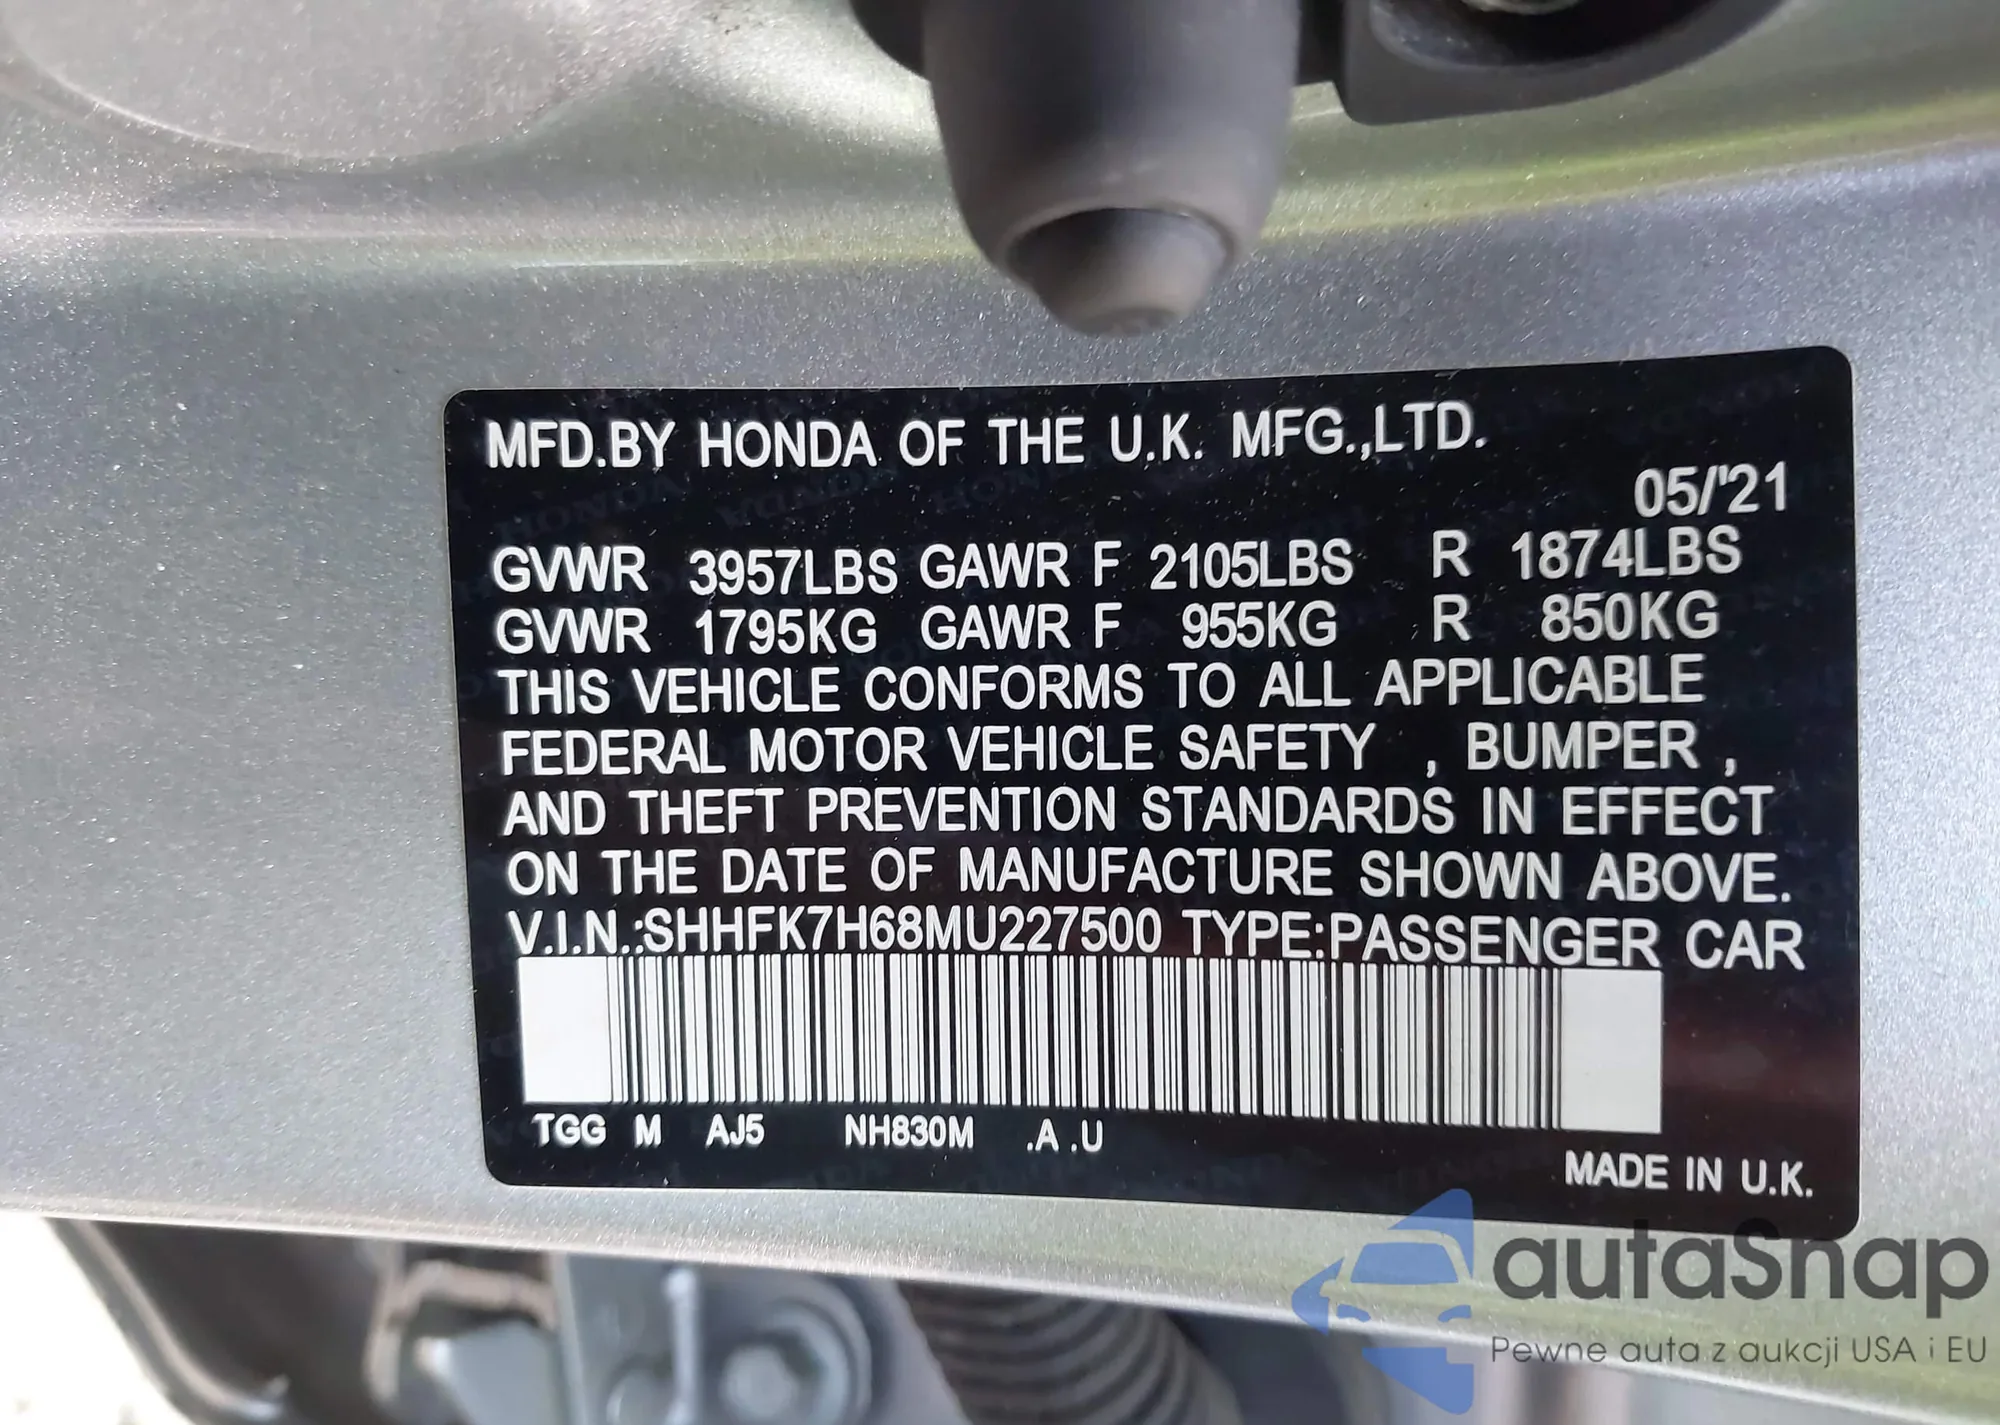 MFD.BY HONDA OF THE U.K. MFG.,LTD.
05/'21
GVWR 3957LBS GAWR F 2105LBS R 1874LBS
GVWR 1795KG GAWR F 955KG R 850KG
THIS VEHICLE CONFORMS TO ALL APPLICABLE
FEDERAL MOTOR VEHICLE SAFETY , BUMPER ,
AND THEFT PREVENTION STANDARDS IN EFFECT
ON THE DATE OF MANUFACTURE SHOWN ABOVE.
V.I.N.:SHHFK7H68MU227500 TYPE:PASSENGER CAR
TGG M AJ5 NH830M .A .U
MADE IN U.K.
autaSnap
Pewne auta z aukcji USA i EU